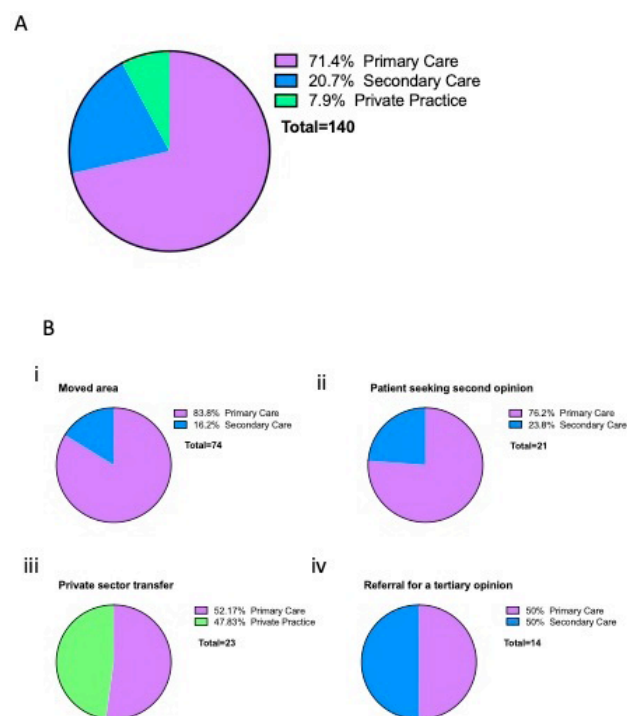 A
71.4% Primary Care
20.7% Secondary Care
7.9% Private Practice
Total=140
B
i
Moved area
83.8% Primary Care
16.2% Secondary Care
Total=74
ii
Patient seeking second opinion
76.2% Primary Care
23.8% Secondary Care
Total=21
iii
Private sector transfer
52.17% Primary Care
47.83% Private Practice
Total=23
iv
Referral for a tertiary opinion
50% Primary Care
50% Secondary Care
Total=14